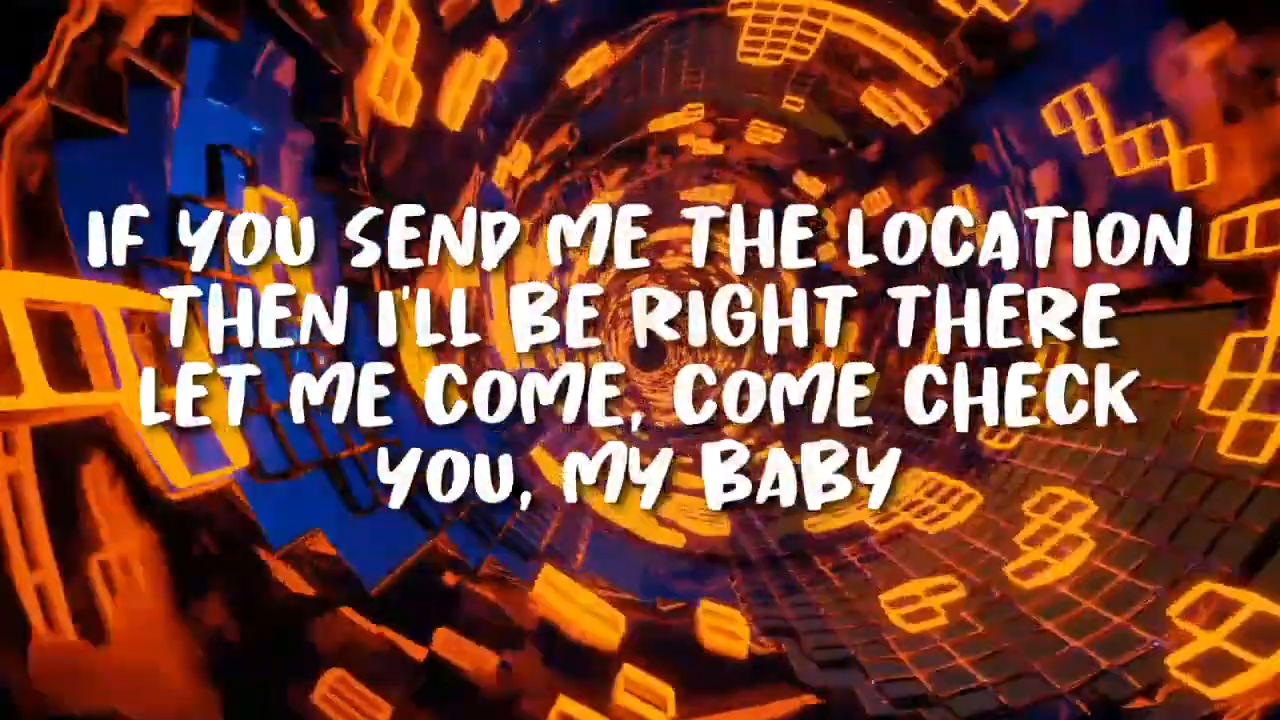 IF YOU SEND ME THE LOCATION
THEN I'LL BE RIGHT THERE
LET ME COME, COME CHECK
YOU, MY BABY